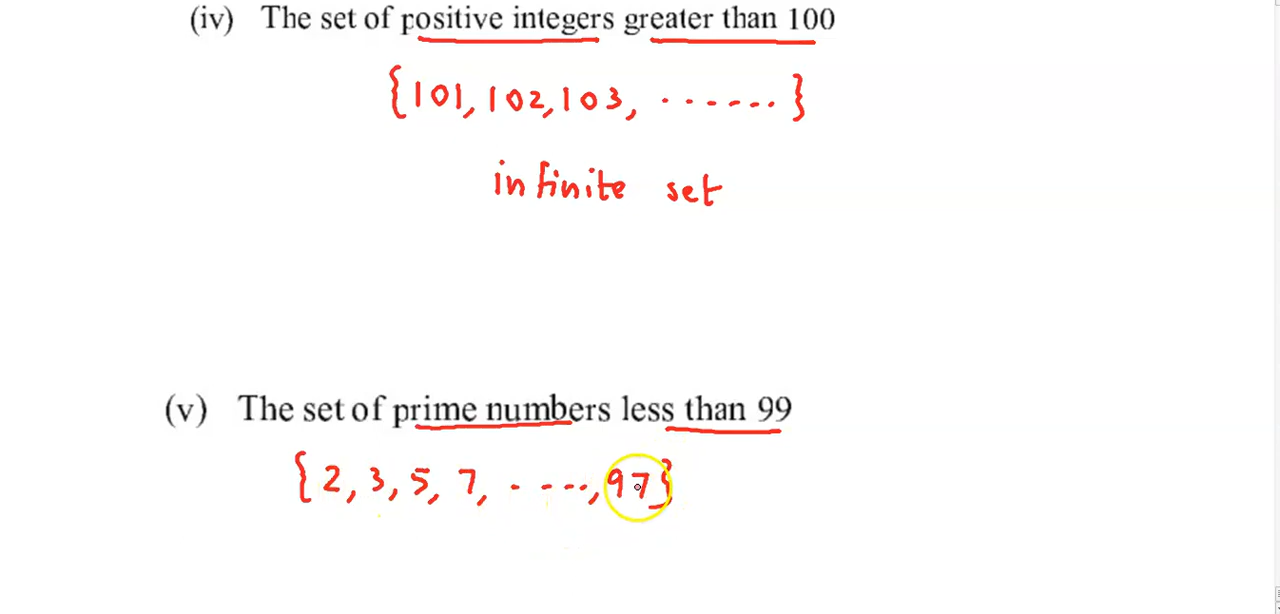 (iv) The set of positive integers greater than 100
{101, 102, 103, .......}
infinite set
(v) The set of prime numbers less than 99
{2, 3, 5, 7, ......, 97}